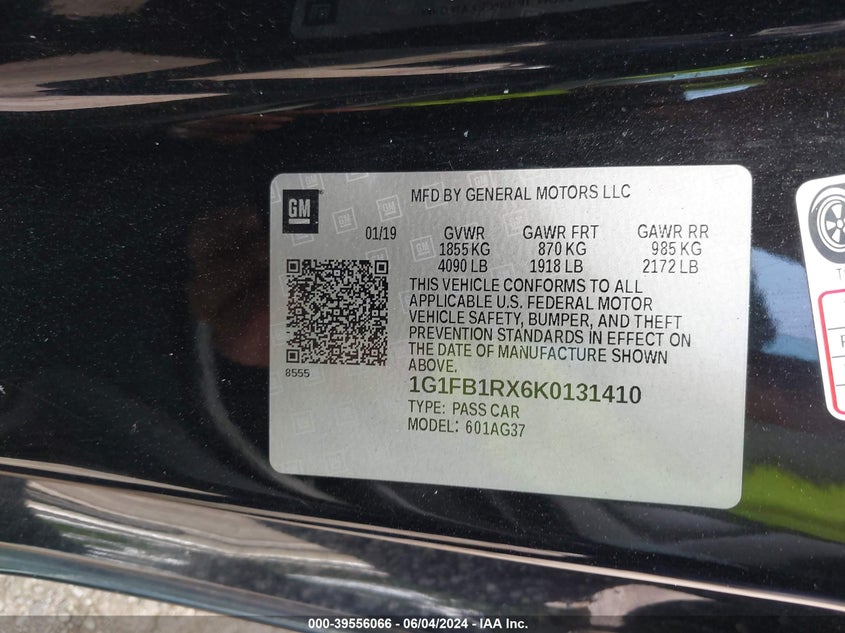 GM
MFD BY GENERAL MOTORS LLC
01/19 GVWR GAWR FRT GAWR RR
1855 KG 870 KG 985 KG
4090 LB 1918 LB 2172 LB
THIS VEHICLE CONFORMS TO ALL
APPLICABLE U.S. FEDERAL MOTOR
VEHICLE SAFETY, BUMPER, AND THEFT
PREVENTION STANDARDS IN EFFECT ON
THE DATE OF MANUFACTURE SHOWN
ABOVE.
8555
1G1FB1RX6K0131410
TYPE: PASS CAR
MODEL: 601AG37
000-39556066 - 06/04/2024 - IAA Inc.